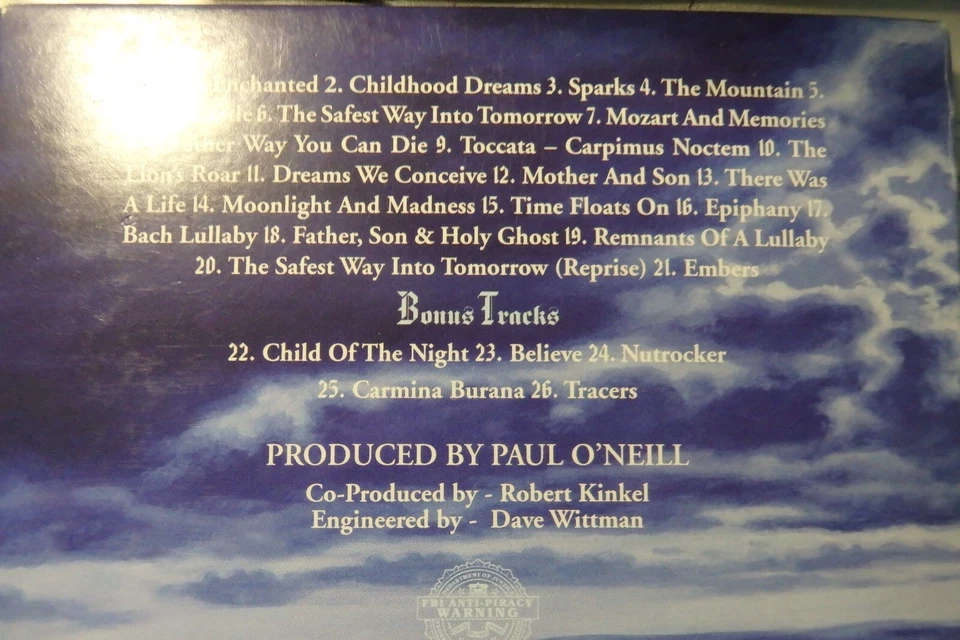 Enchanted 2. Childhood Dreams 3. Sparks 4. The Mountain 5.
6. The Safest Way Into Tomorrow 7. Mozart And Memories
Way You Can Die 9. Toccata – Carpimus Noctem 10. The
Lion's Roar 11. Dreams We Conceive 12. Mother And Son 13. There Was
A Life 14. Moonlight And Madness 15. Time Floats On 16. Epiphany 17.
Bach Lullaby 18. Father, Son & Holy Ghost 19. Remnants Of A Lullaby
20. The Safest Way Into Tomorrow (Reprise) 21. Embers
Bonus Tracks
22. Child Of The Night 23. Believe 24. Nutrocker
25. Carmina Burana 26. Tracers
PRODUCED BY PAUL O'NEILL
Co-Produced by - Robert Kinkel
Engineered by - Dave Wittman
DEPARTMENT OF JUSTICE
FBI ANTI-PIRACY
WARNING